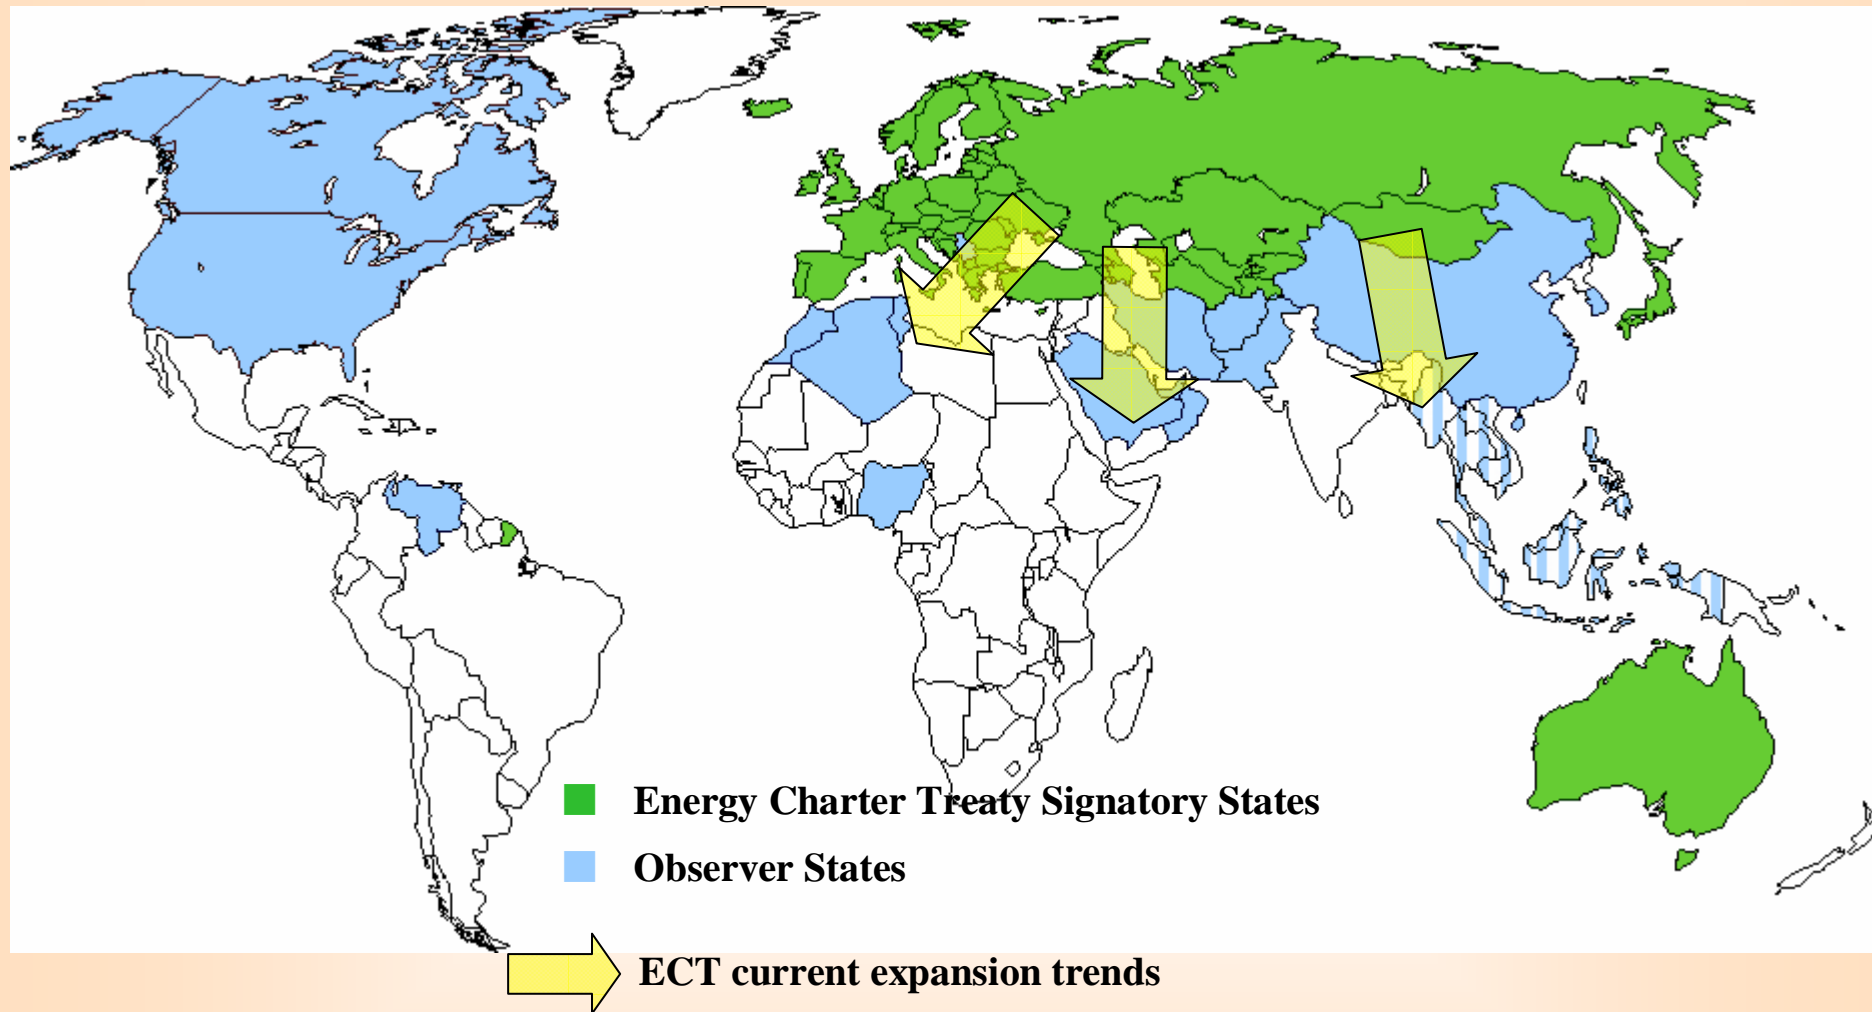 Energy Charter Treaty Signatory States
Observer States
ECT current expansion trends